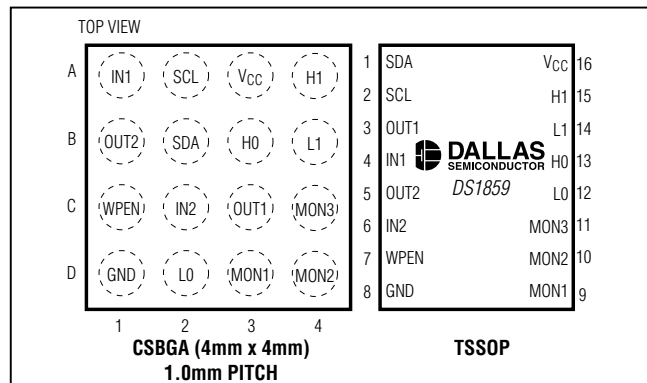 TOP VIEW
A IN1 SCL VCC H1
B OUT2 SDA H0 L1
C WPEN IN2 OUT1 MON3
D GND L0 MON1 MON2
1 2 3 4
CSBGA (4mm x 4mm)
1.0mm PITCH
1 SDA VCC 16
2 SCL H1 15
3 OUT1 L1 14
4 IN1 DALLAS H0 13
SEMICONDUCTOR
5 OUT2 DS1859 L0 12
6 IN2 MON3 11
7 WPEN MON2 10
8 GND MON1 9
TSSOP